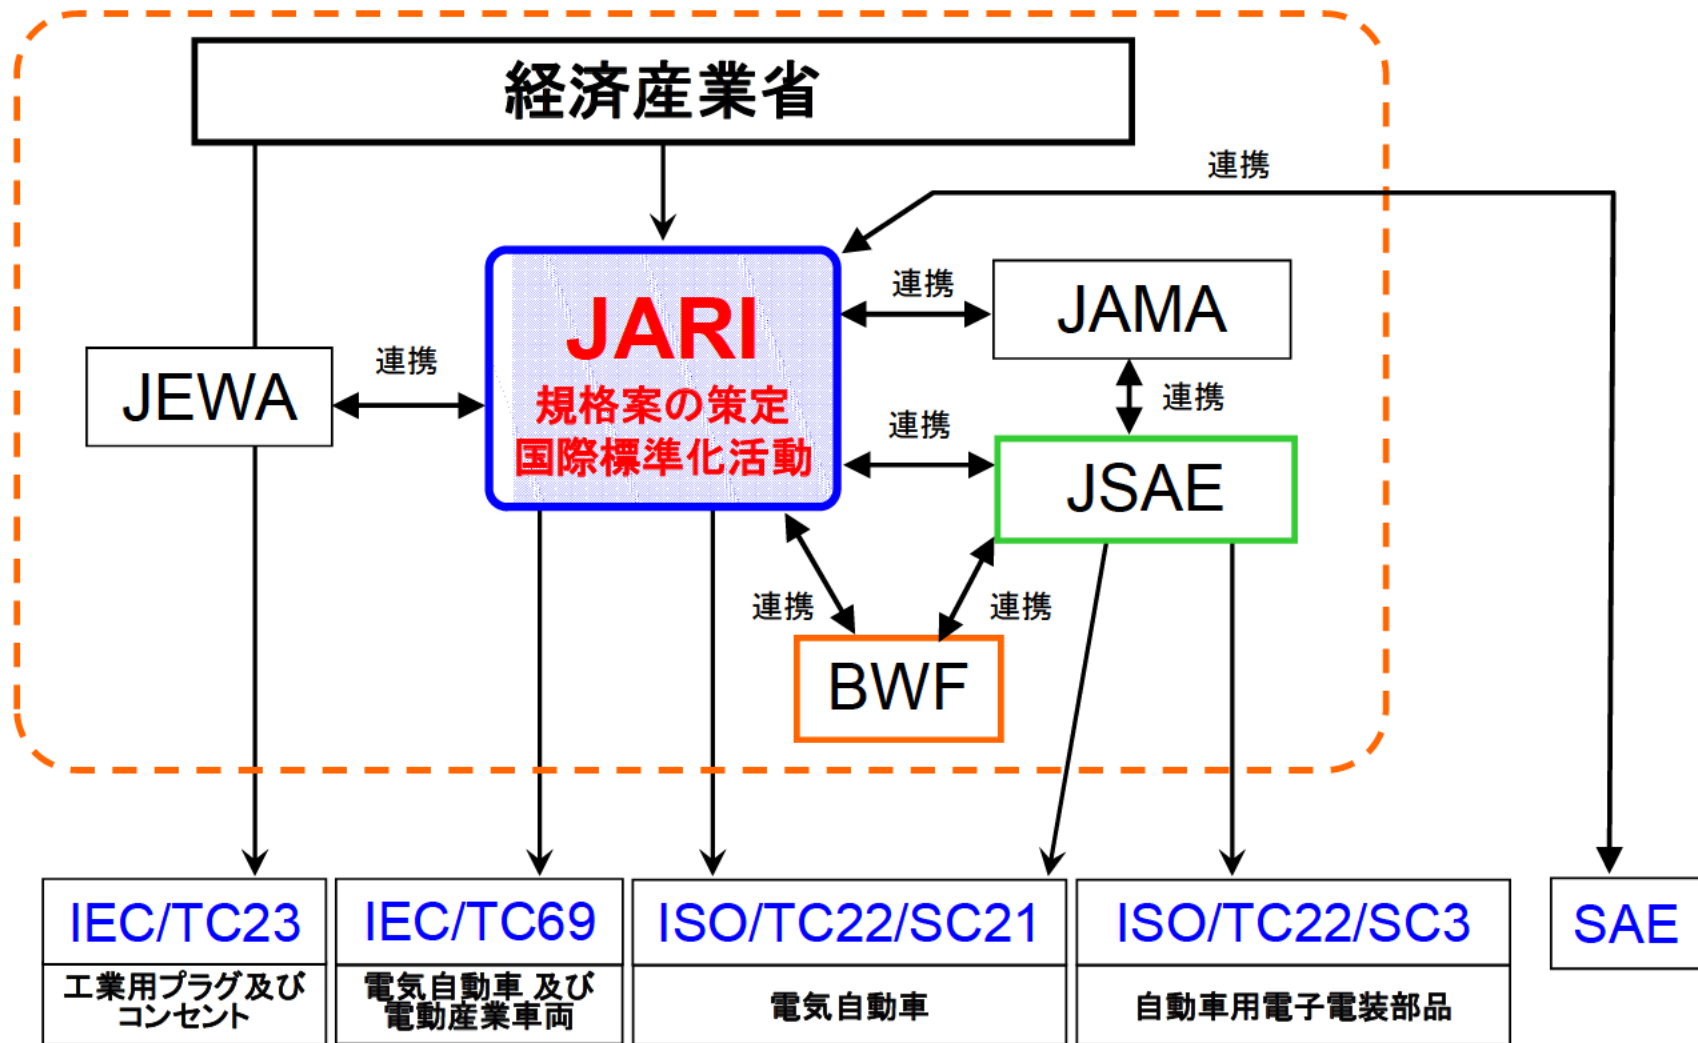 経済産業省
連携
JARI
規格案の策定
国際標準化活動
連携
JAMA
JEWA
連携
連携
連携
JSAE
連携
連携
BWF
IEC/TC23
工業用プラグ及び
コンセント
IEC/TC69
電気自動車 及び
電動産業車両
ISO/TC22/SC21
電気自動車
ISO/TC22/SC3
自動車用電子電装部品
SAE